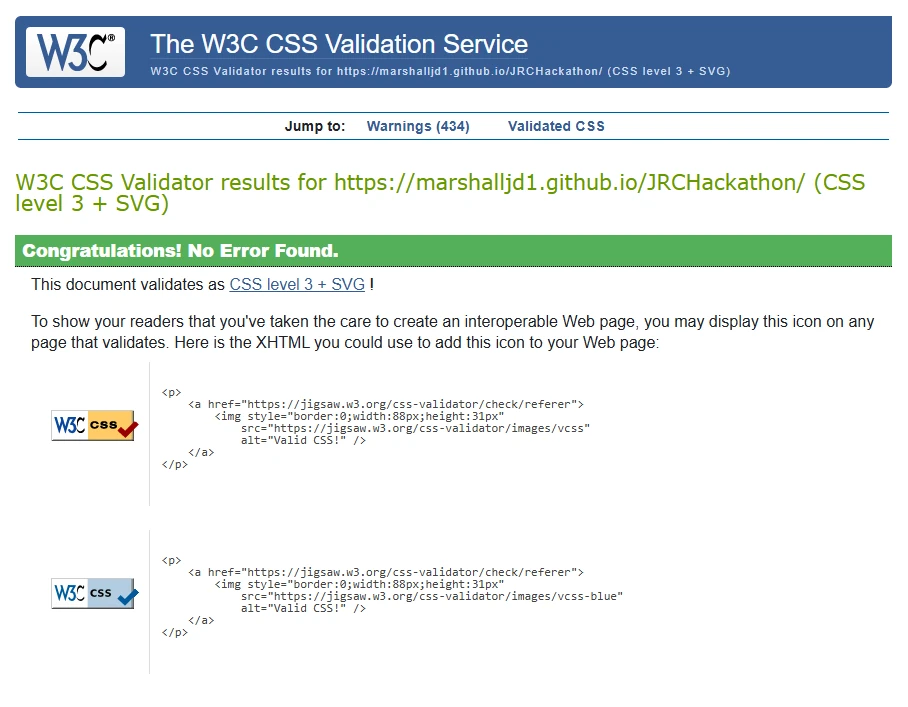 W3C®
The W3C CSS Validation Service
W3C CSS Validator results for https://marshalljd1.github.io/JRCHackathon/ (CSS level 3 + SVG)
Jump to: Warnings (434) Validated CSS
W3C CSS Validator results for https://marshalljd1.github.io/JRCHackathon/ (CSS
level 3 + SVG)
Congratulations! No Error Found.
This document validates as CSS level 3 + SVG !
To show your readers that you've taken the care to create an interoperable Web page, you may display this icon on any
page that validates. Here is the XHTML you could use to add this icon to your Web page:
W3C css
<p>
    <a href="https://jigsaw.w3.org/css-validator/check/referer">
        <img style="border:0;width:88px;height:31px"
            src="https://jigsaw.w3.org/css-validator/images/vcss"
            alt="Valid CSS!" />
    </a>
</p>
W3C css
<p>
    <a href="https://jigsaw.w3.org/css-validator/check/referer">
        <img style="border:0;width:88px;height:31px"
            src="https://jigsaw.w3.org/css-validator/images/vcss-blue"
            alt="Valid CSS!" />
    </a>
</p>